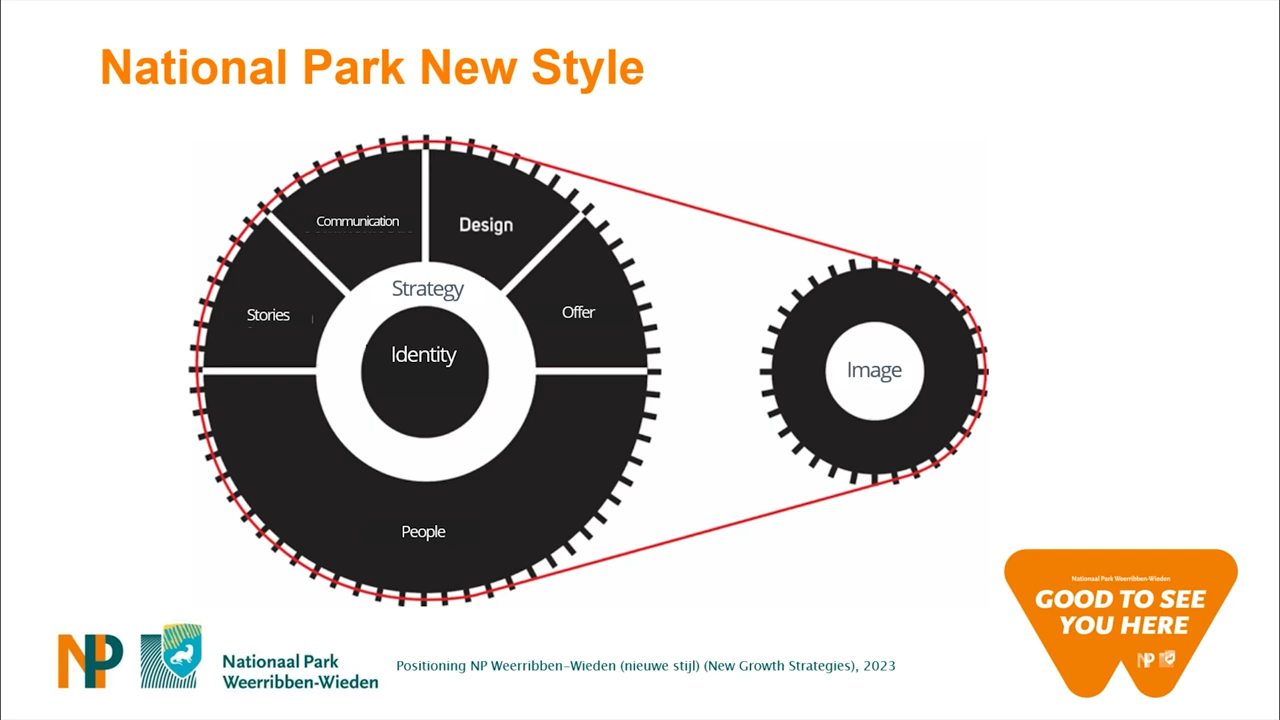 National Park New Style
Communication
Design
Strategy
Stories
Offer
Identity
Image
People
Nationaal Park Weerribben-Wieden
GOOD TO SEE
YOU HERE
NP
NP
Nationaal Park
Weerribben-Wieden
Positioning NP Weerribben-Wieden (nieuwe stijl) (New Growth Strategies), 2023